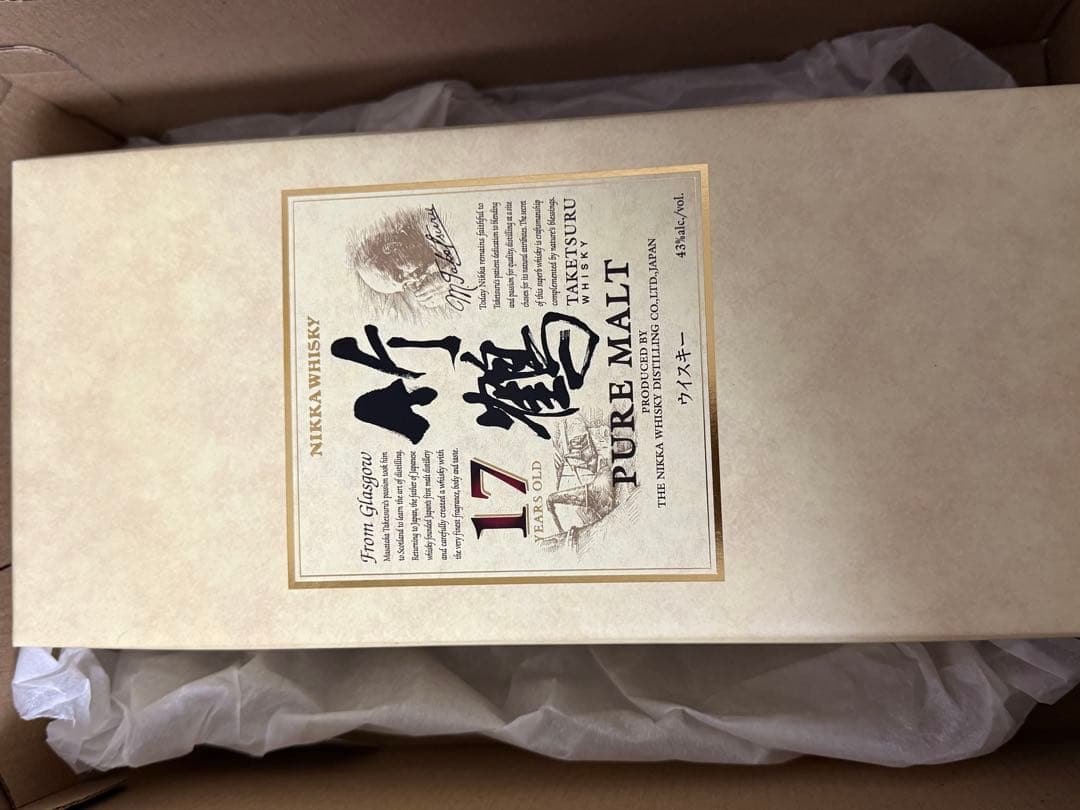 NIKKA WHISKY
From Glasgow
Masataka Taketsuru's passion took him
to Scotland to learn the art of distilling.
Returning to Japan, the father of Japanese
whisky founded Japan's first malt distillery
and carefully created a whisky with
the very finest fragrance, body and taste.
17
YEARS OLD
竹鶴
M. Taketsuru
Today Nikka remains faithful to
Taketsuru's patient dedication to blending
and passion for quality, distilling at a site
chosen for its natural attributes. The secret
of this superb whisky is craftsmanship
complemented by nature's blessings.
TAKETSURU
WHISKY
PURE MALT
PRODUCED BY
THE NIKKA WHISKY DISTILLING CO.,LTD.,JAPAN
ウイスキー
43%alc./vol.